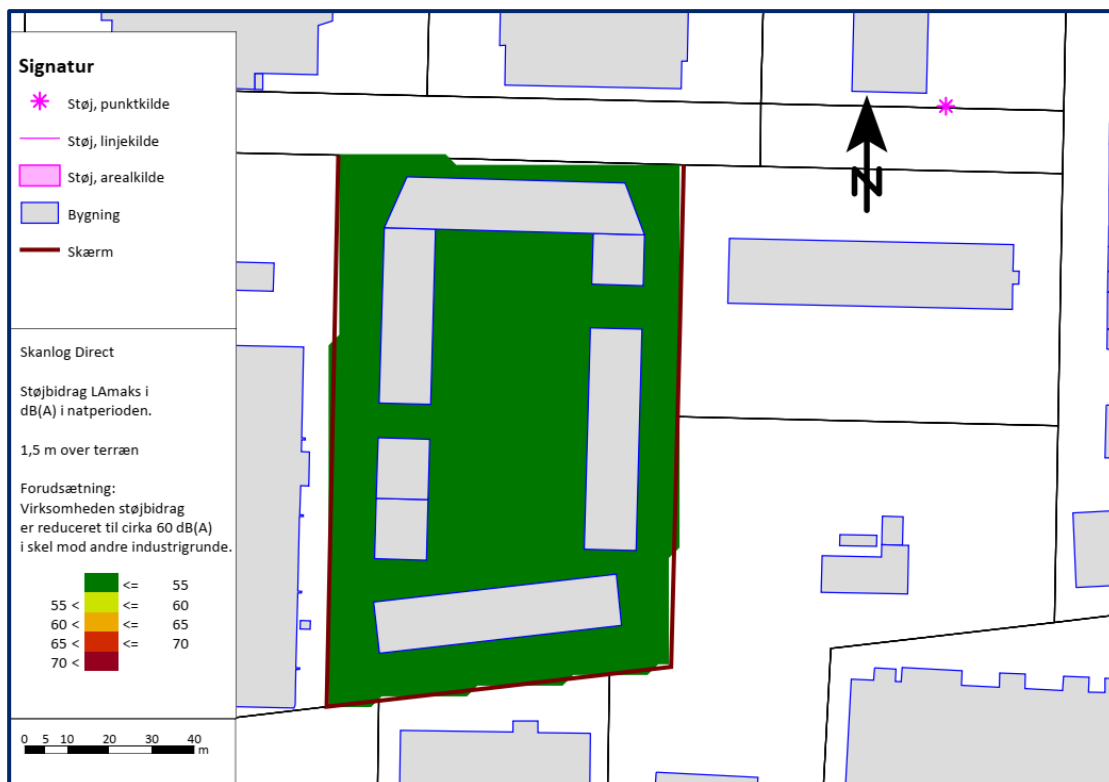 Signatur
Støj, punktkilde
Støj, linjekilde
Støj, arealkilde
Bygning
Skærm
Skanlog Direct
Støjbidrag LAmaks i
dB(A) i natperioden.
1,5 m over terræn
Forudsætning:
Virksomheden støjbidrag
er reduceret til cirka 60 dB(A)
i skel mod andre industrigrunde.
<= 55
55 < <= 60
60 < <= 65
65 < <= 70
70 <
0 5 10 20 30 40
m
N